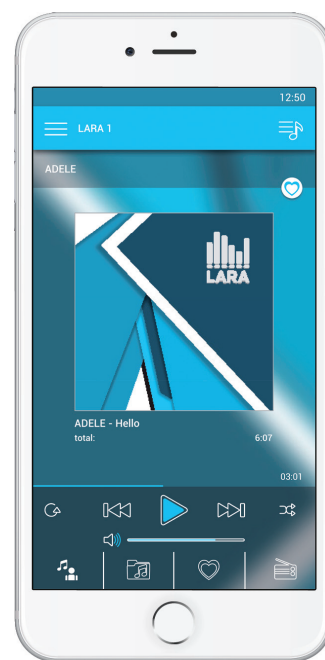 12:50
LARA 1
ADELE
LARA
ADELE - Hello
total: 6:07
03:01